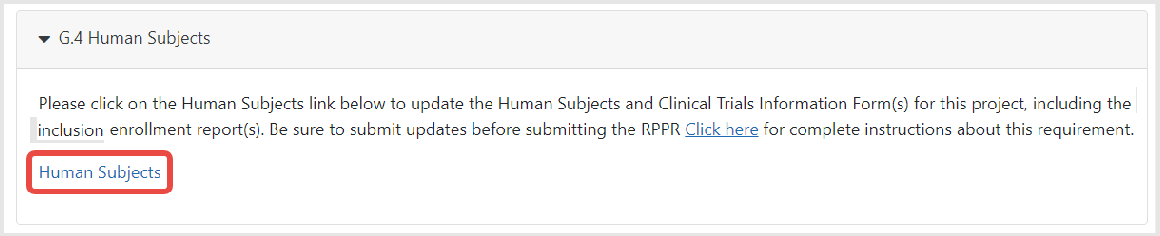 G.4 Human Subjects
Please click on the Human Subjects link below to update the Human Subjects and Clinical Trials Information Form(s) for this project, including the
inclusion enrollment report(s). Be sure to submit updates before submitting the RPPR Click here for complete instructions about this requirement.
Human Subjects